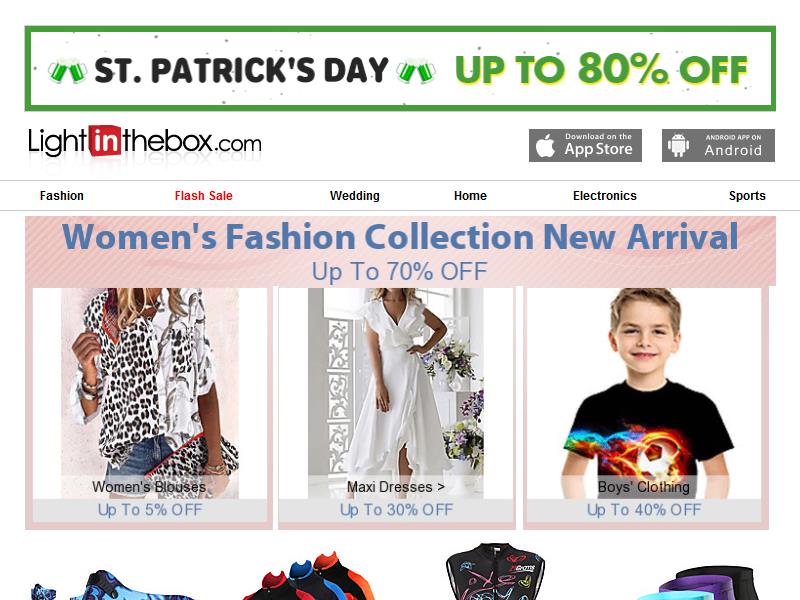 ST. PATRICK'S DAY UP TO 80% OFF
Lightinthebox.com
Download on the
App Store
ANDROID APP ON
Android
Fashion Flash Sale Wedding Home Electronics Sports
Women's Fashion Collection New Arrival
Up To 70% OFF
Women's Blouses Maxi Dresses > Boys' Clothing
Up To 5% OFF Up To 30% OFF Up To 40% OFF